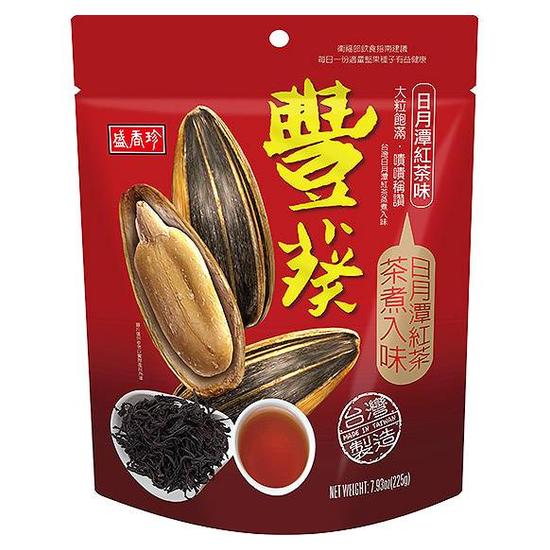 衛福部飲食指南建議
每日一份適量堅果種子有益健康
盛香珍
豐葵
日月潭紅茶味
大粒飽滿．嘖嘖稱讚
台灣日月潭紅茶蒸煮入味
日月潭紅茶
茶煮入味
台灣
MADE IN TAIWAN
製造
NET WEIGHT: 7.93oz(225g)